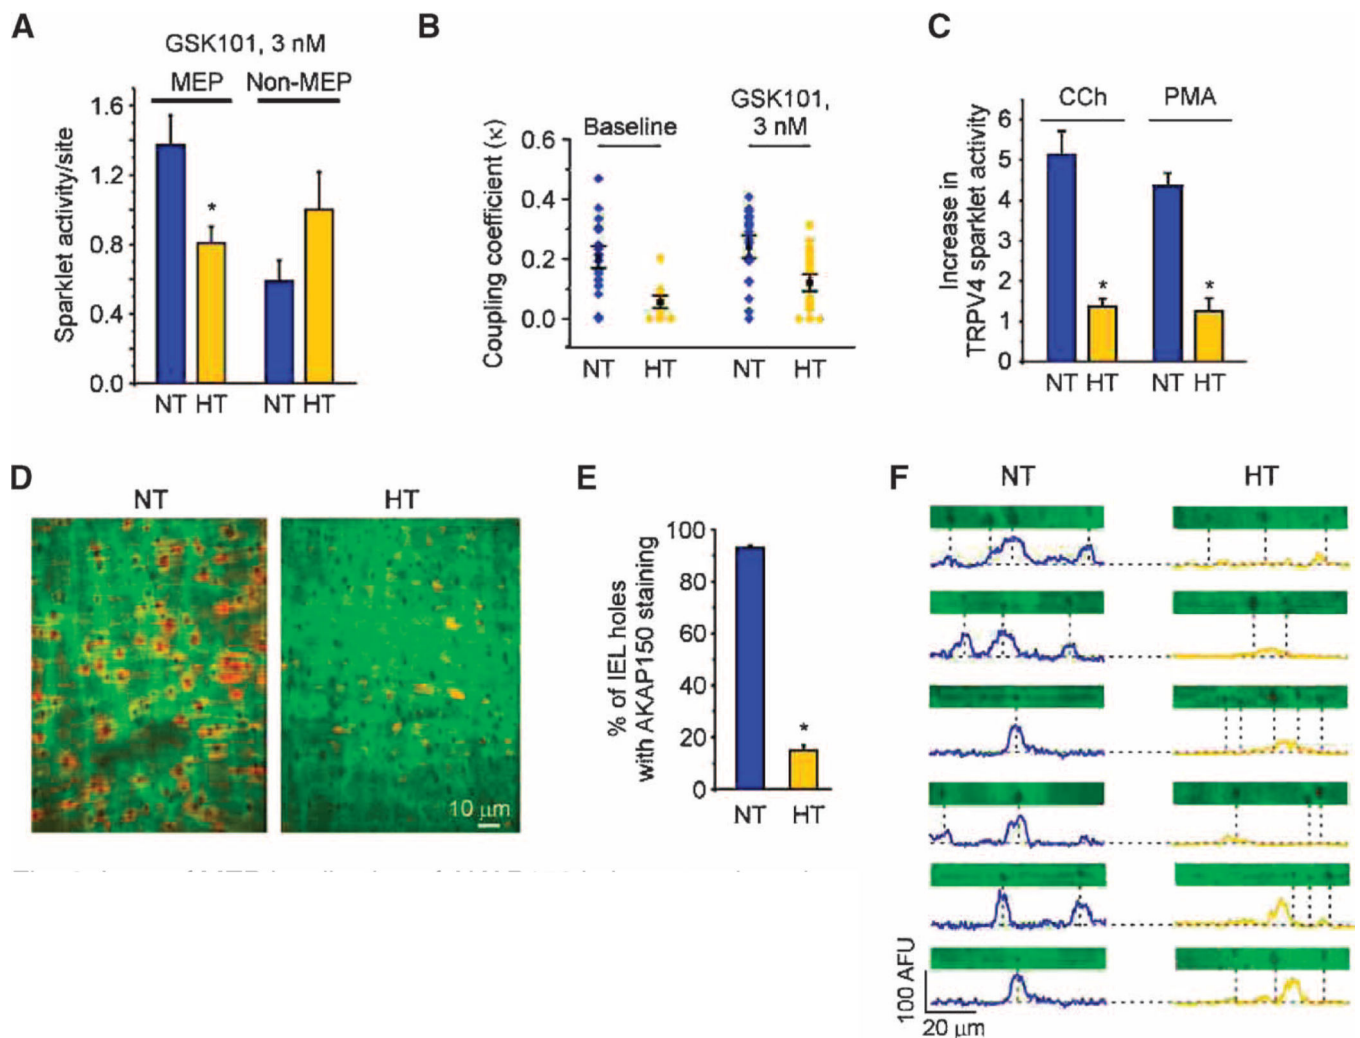 A
GSK101, 3 nM
MEP Non-MEP
Sparklet activity/site
1.6
1.2
0.8
0.4
0.0
*
NT HT NT HT
B
Baseline
GSK101,
3 nM
Coupling coefficient (κ)
0.6
0.4
0.2
0.0
NT HT NT HT
C
CCh PMA
Increase in
TRPV4 sparklet activity
6
5
4
3
2
1
0
* *
NT HT NT HT
D
NT HT
10 μm
E
% of IEL holes
with AKAP150 staining
100
80
60
40
20
0
*
NT HT
F
NT HT
100 AFU
20 μm